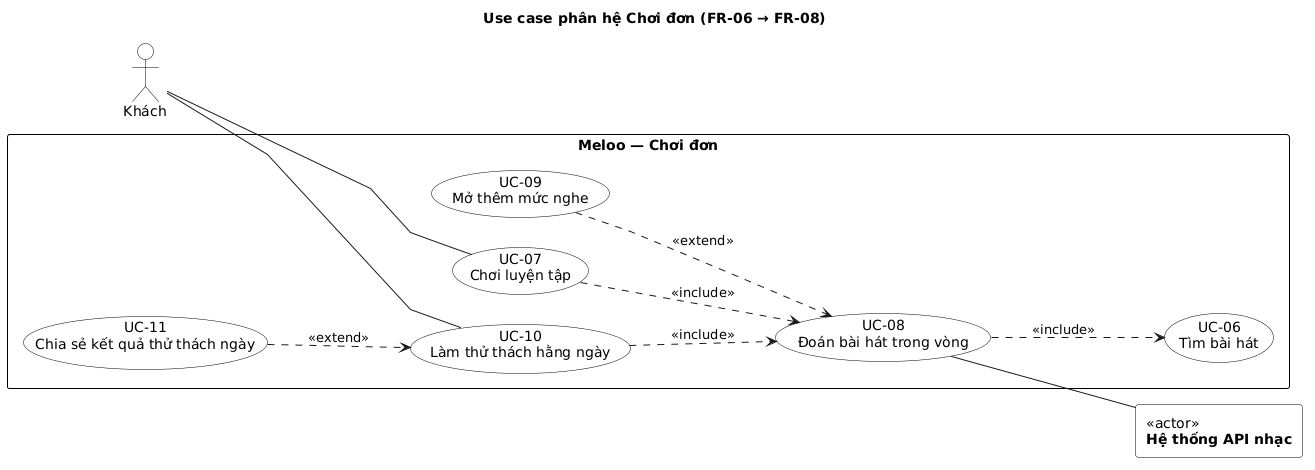 Use case phân hệ Chơi đơn (FR-06 → FR-08)
Khách
Meloo — Chơi đơn
UC-09
Mở thêm mức nghe
«extend»
UC-07
Chơi luyện tập
«include»
UC-11
Chia sẻ kết quả thử thách ngày
«extend»
UC-10
Làm thử thách hằng ngày
«include»
UC-08
Đoán bài hát trong vòng
«include»
UC-06
Tìm bài hát
«actor»
Hệ thống API nhạc